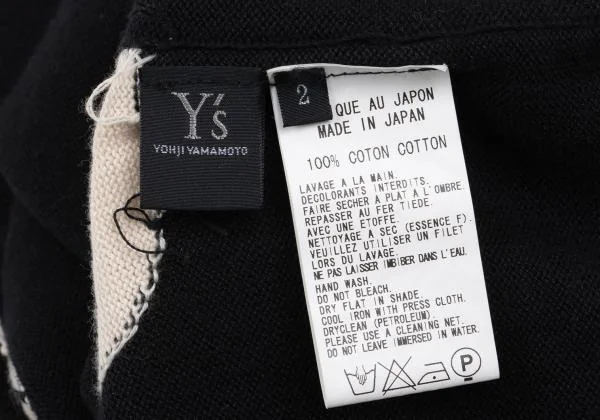 Y's
YOHJI YAMAMOTO
2
QUE AU JAPON
MADE IN JAPAN
100% COTON COTTON
LAVAGE A LA MAIN.
DECOLORANTS INTERDITS.
FAIRE SECHER A PLAT A L'OMBRE.
REPASSER AU FER TIEDE.
AVEC UNE ETOFFE.
NETTOYAGE A SEC (ESSENCE F).
VEUILLEZ UTILISER UN FILET
LORS DU LAVAGE.
NE PAS LAISSER IMBIBER DANS L'EAU.
HAND WASH.
DO NOT BLEACH.
DRY FLAT IN SHADE.
COOL IRON WITH PRESS CLOTH.
DRYCLEAN (PETROLEUM).
PLEASE USE A CLEANING NET.
DO NOT LEAVE IMMERSED IN WATER.
P